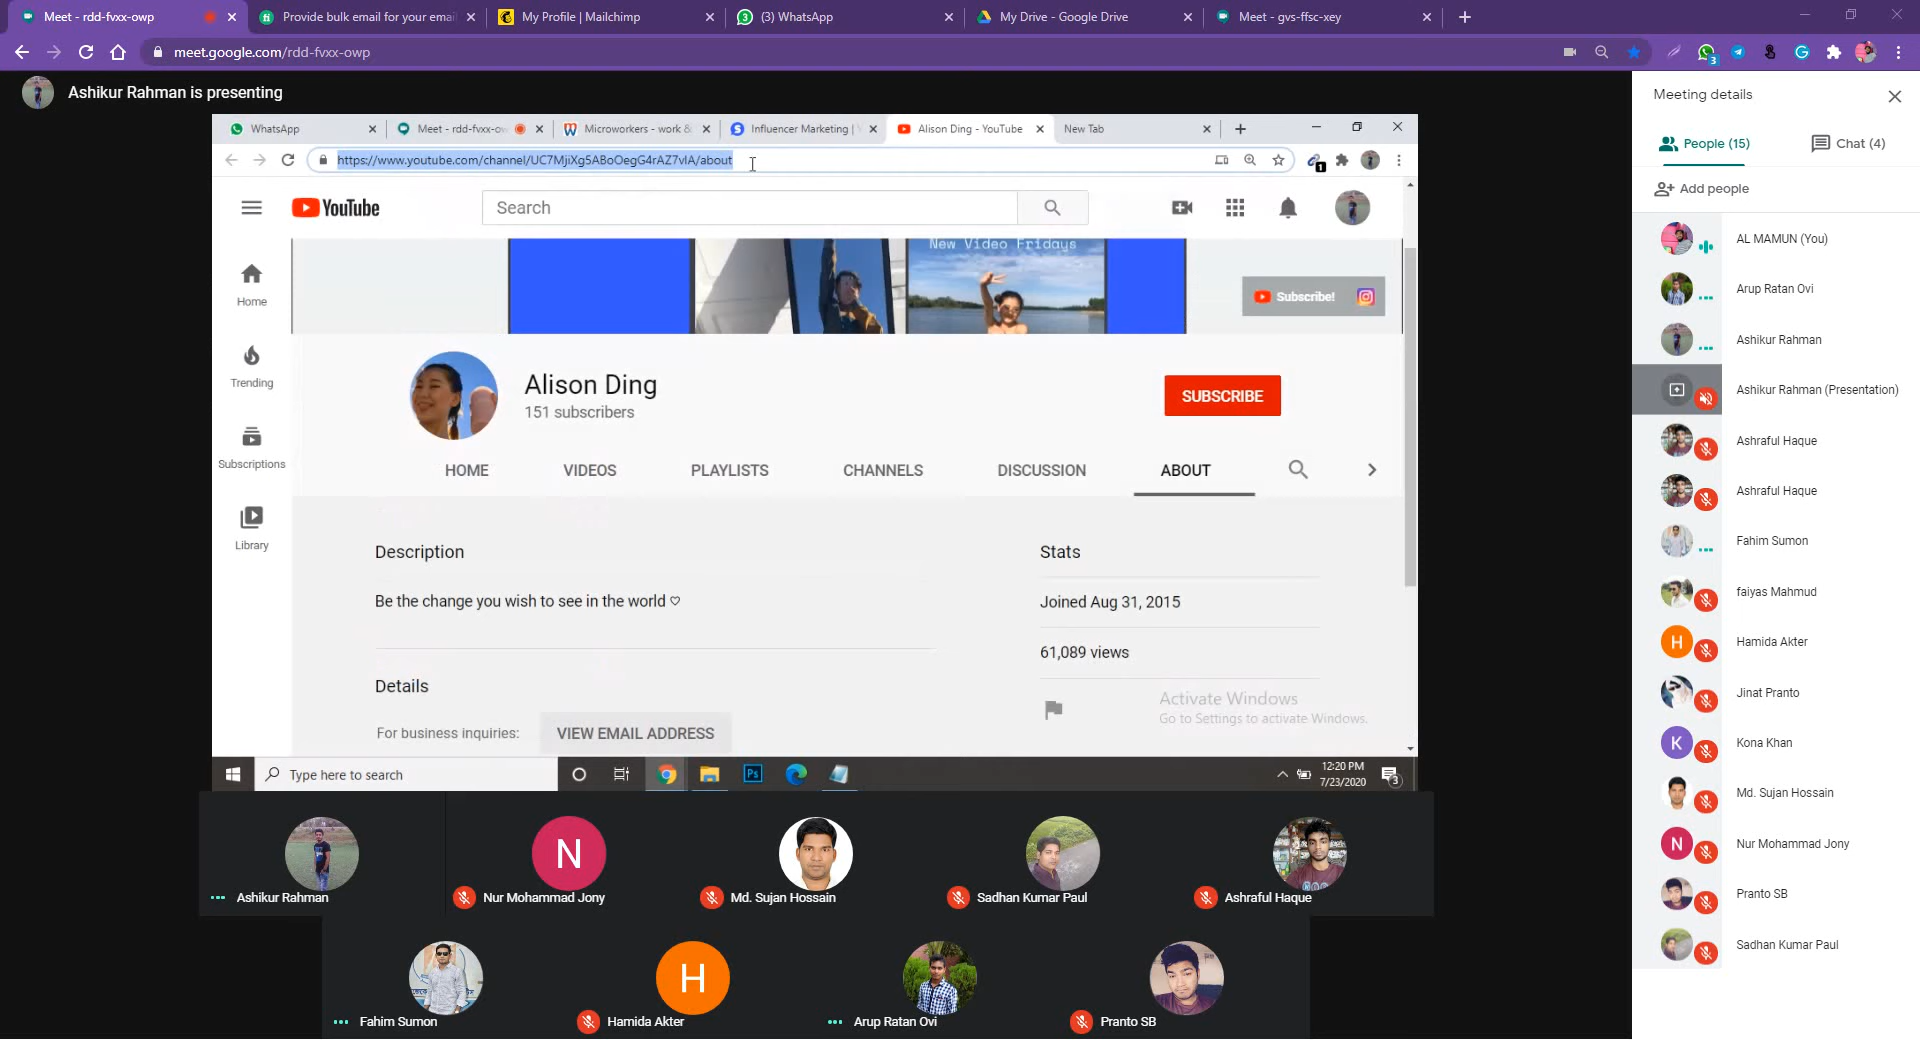 Meet - rdd-fvxx-owp
Provide bulk email for your email
My Profile | Mailchimp
(3) WhatsApp
My Drive - Google Drive
Meet - gvs-ffsc-xey
meet.google.com/rdd-fvxx-owp
3
Ashikur Rahman is presenting
WhatsApp
Meet - rdd-fvxx-ow
Microworkers - work &
Influencer Marketing |
Alison Ding - YouTube
New Tab
https://www.youtube.com/channel/UC7MjiXg5ABoOegG4rAZ7vIA/about
1
YouTube
Search
New Video Fridays
Subscribe!
Home
Trending
Subscriptions
Library
Alison Ding
151 subscribers
SUBSCRIBE
HOME
VIDEOS
PLAYLISTS
CHANNELS
DISCUSSION
ABOUT
Description
Be the change you wish to see in the world ♡
Details
For business inquiries:
VIEW EMAIL ADDRESS
Stats
Joined Aug 31, 2015
61,089 views
Activate Windows
Go to Settings to activate Windows.
Type here to search
Ps
12:20 PM
7/23/2020
3
Ashikur Rahman
N
Nur Mohammad Jony
Md. Sujan Hossain
Sadhan Kumar Paul
Ashraful Haque
Fahim Sumon
H
Hamida Akter
Arup Ratan Ovi
Pranto SB
Meeting details
People (15)
Chat (4)
Add people
AL MAMUN (You)
Arup Ratan Ovi
Ashikur Rahman
Ashikur Rahman (Presentation)
Ashraful Haque
Ashraful Haque
Fahim Sumon
faiyas Mahmud
H
Hamida Akter
Jinat Pranto
K
Kona Khan
Md. Sujan Hossain
N
Nur Mohammad Jony
Pranto SB
Sadhan Kumar Paul